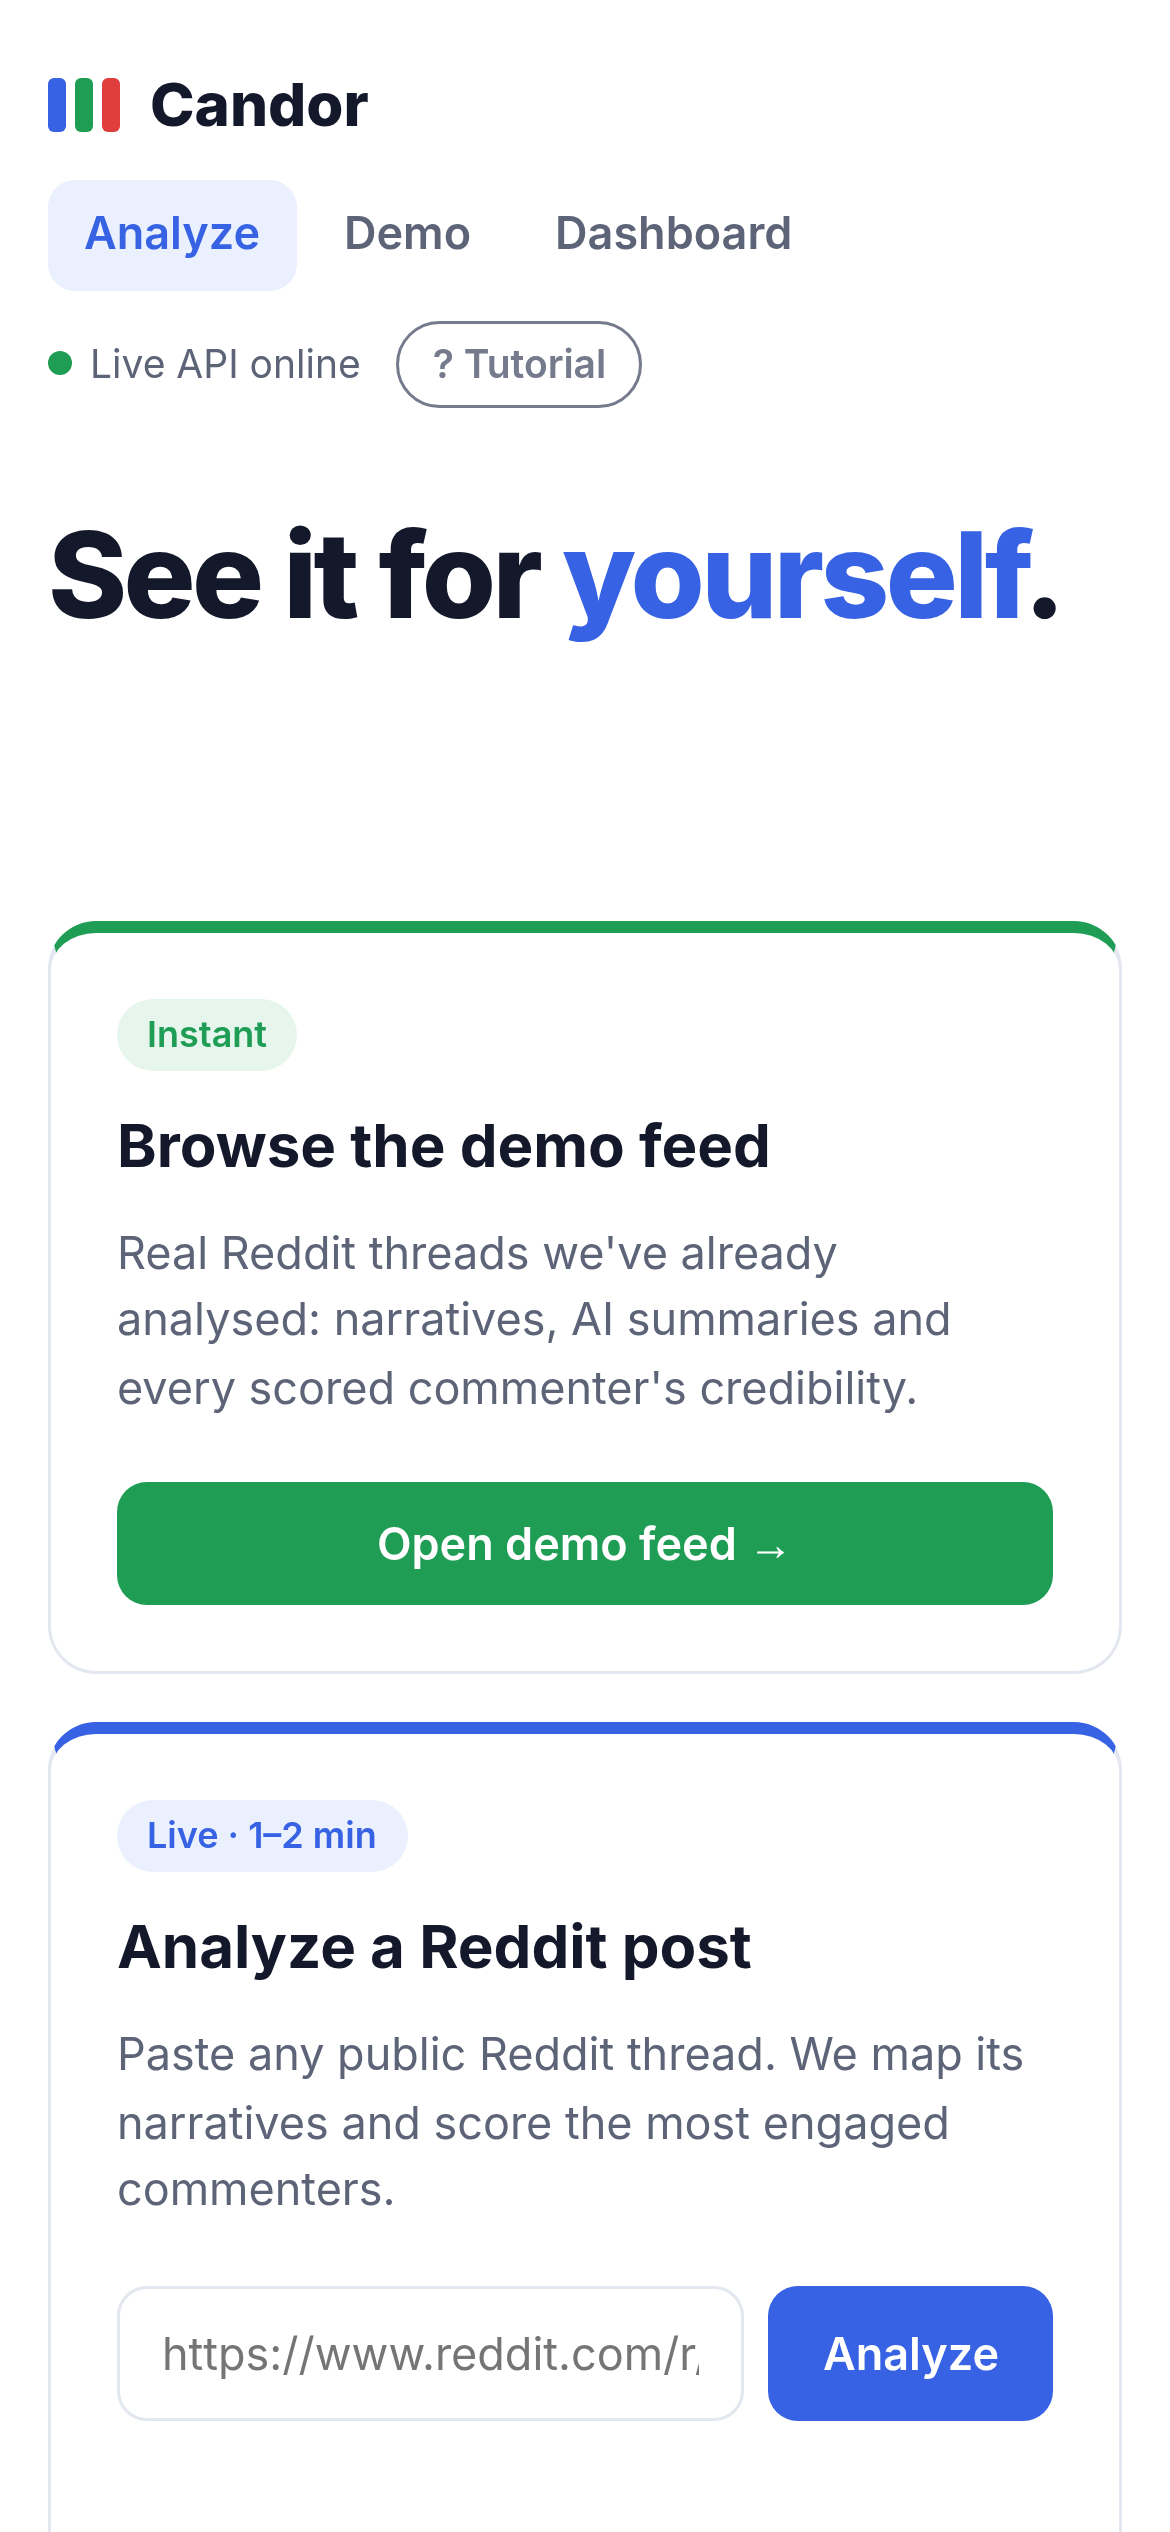 Candor
Analyze Demo Dashboard
Live API online ? Tutorial
See it for yourself.
Instant
Browse the demo feed
Real Reddit threads we've already
analysed: narratives, AI summaries and
every scored commenter's credibility.
Open demo feed →
Live · 1–2 min
Analyze a Reddit post
Paste any public Reddit thread. We map its
narratives and score the most engaged
commenters.
https://www.reddit.com/r/ Analyze